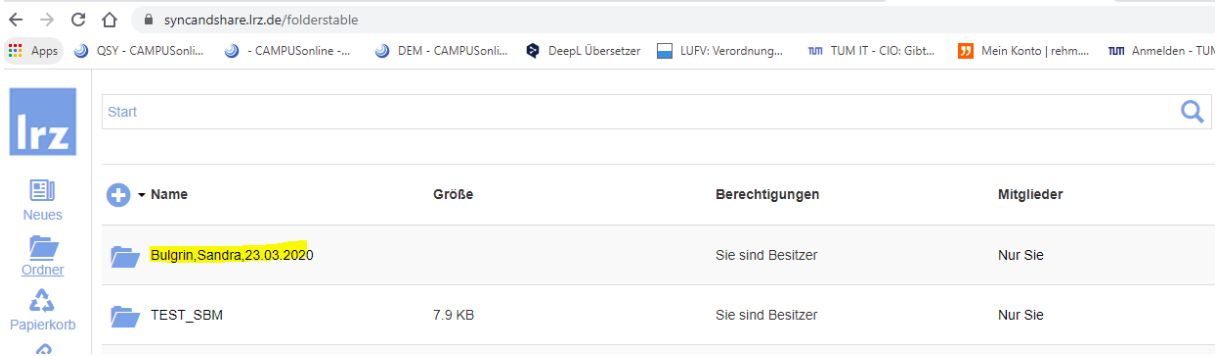 syncandshare.lrz.de/folderstable
Apps QSY - CAMPUSonli... - CAMPUSonline -... DEM - CAMPUSonli... DeepL Übersetzer LUFV: Verordnung... TUM TUM IT - CIO: Gibt... Mein Konto | rehm.... TUM Anmelden - TUM
lrz
Start
Neues
Ordner
Papierkorb
Name Größe Berechtigungen Mitglieder
Bulgrin,Sandra,23.03.2020 Sie sind Besitzer Nur Sie
TEST_SBM 7.9 KB Sie sind Besitzer Nur Sie